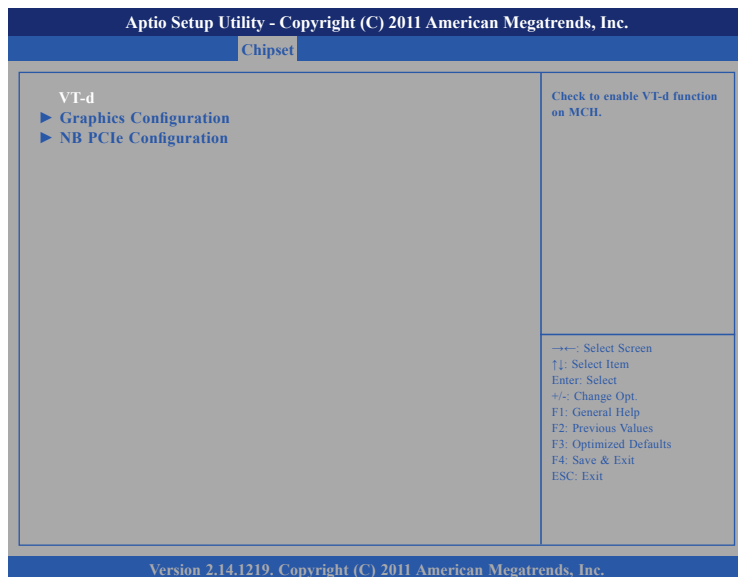 Aptio Setup Utility - Copyright (C) 2011 American Megatrends, Inc.
Chipset
VT-d
► Graphics Configuration
► NB PCIe Configuration
Check to enable VT-d function
on MCH.
→←: Select Screen
↑↓: Select Item
Enter: Select
+/-: Change Opt.
F1: General Help
F2: Previous Values
F3: Optimized Defaults
F4: Save & Exit
ESC: Exit
Version 2.14.1219. Copyright (C) 2011 American Megatrends, Inc.